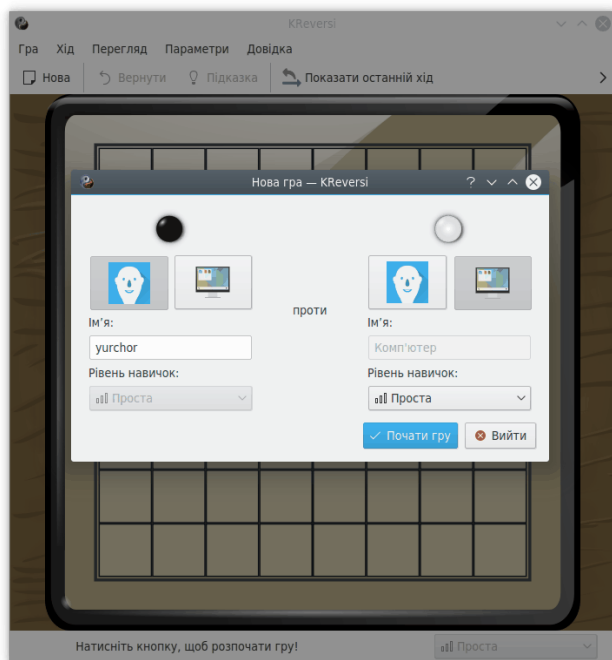 KReversi
Гра Хід Перегляд Параметри Довідка
Нова Вернути Підказка Показати останній хід
Нова гра — KReversi
проти
Ім’я:
yurchor
Рівень навичок:
Проста
Ім’я:
Комп'ютер
Рівень навичок:
Проста
Почати гру Вийти
Натисніть кнопку, щоб розпочати гру! Проста